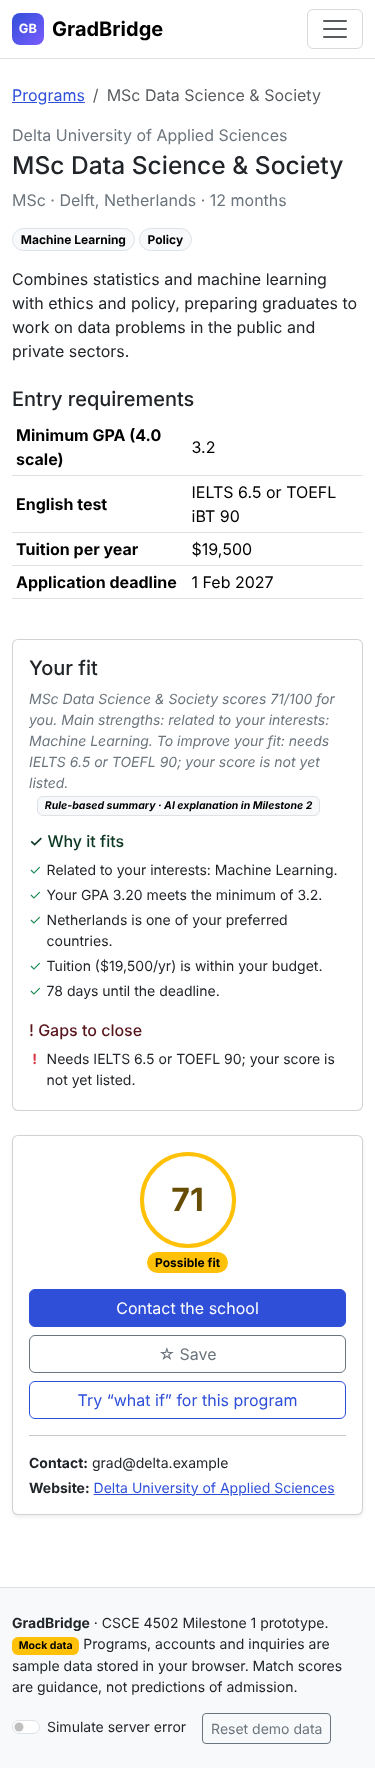 GB GradBridge
Programs / MSc Data Science & Society
Delta University of Applied Sciences
MSc Data Science & Society
MSc · Delft, Netherlands · 12 months
Machine Learning Policy
Combines statistics and machine learning
with ethics and policy, preparing graduates to
work on data problems in the public and
private sectors.
Entry requirements
Minimum GPA (4.0
scale) 3.2
English test IELTS 6.5 or TOEFL
iBT 90
Tuition per year $19,500
Application deadline 1 Feb 2027
Your fit
MSc Data Science & Society scores 71/100 for
you. Main strengths: related to your interests:
Machine Learning. To improve your fit: needs
IELTS 6.5 or TOEFL 90; your score is not yet
listed.
Rule-based summary · AI explanation in Milestone 2
✓ Why it fits
✓ Related to your interests: Machine Learning.
✓ Your GPA 3.20 meets the minimum of 3.2.
✓ Netherlands is one of your preferred
countries.
✓ Tuition ($19,500/yr) is within your budget.
✓ 78 days until the deadline.
! Gaps to close
! Needs IELTS 6.5 or TOEFL 90; your score is
not yet listed.
71
Possible fit
Contact the school
☆ Save
Try “what if” for this program
Contact: grad@delta.example
Website: Delta University of Applied Sciences
GradBridge · CSCE 4502 Milestone 1 prototype.
Mock data Programs, accounts and inquiries are
sample data stored in your browser. Match scores
are guidance, not predictions of admission.
Simulate server error Reset demo data